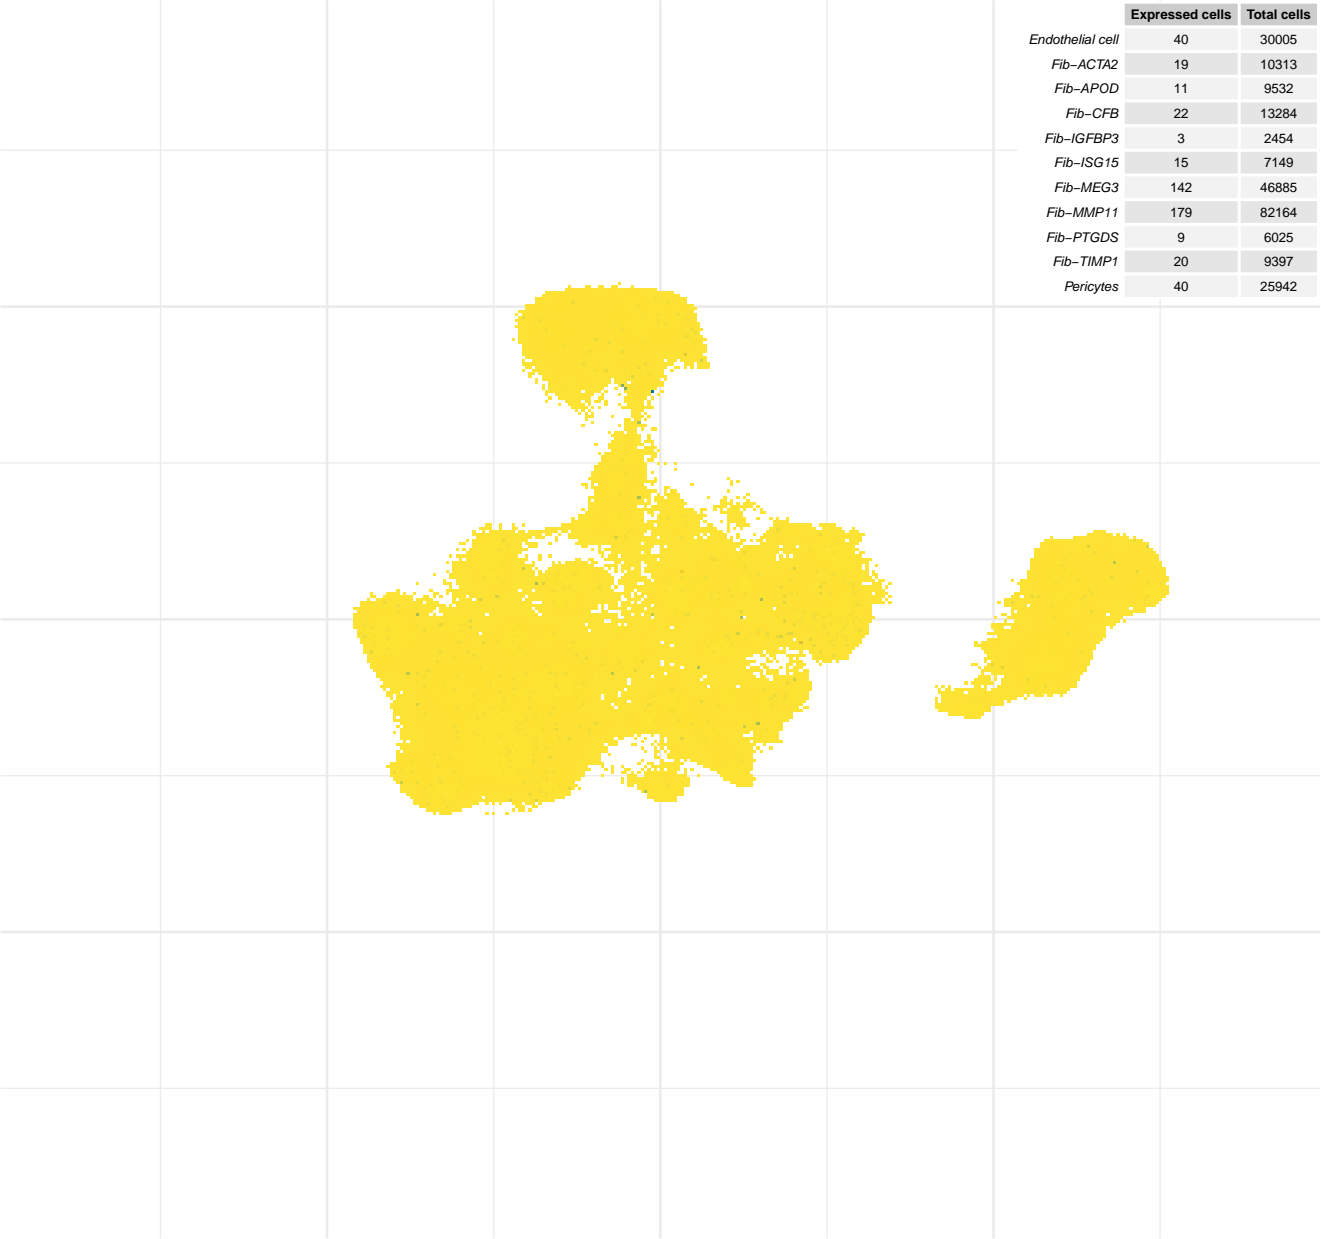 Expressed cells Total cells
Endothelial cell 40 30005
Fib−ACTA2 19 10313
Fib−APOD 11 9532
Fib−CFB 22 13284
Fib−IGFBP3 3 2454
Fib−ISG15 15 7149
Fib−MEG3 142 46885
Fib−MMP11 179 82164
Fib−PTGDS 9 6025
Fib−TIMP1 20 9397
Pericytes 40 25942